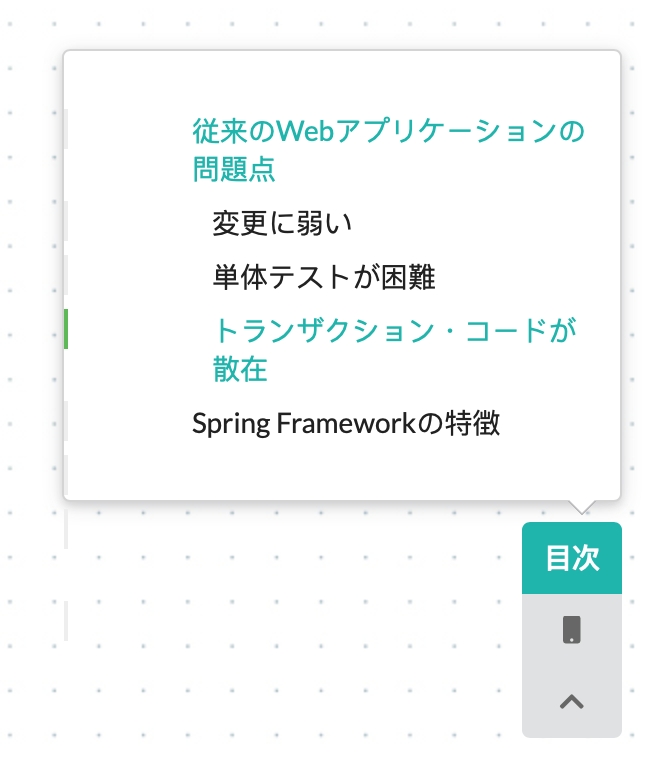 従来のWebアプリケーションの
問題点
変更に弱い
単体テストが困難
トランザクション・コードが
散在
Spring Frameworkの特徴
目次